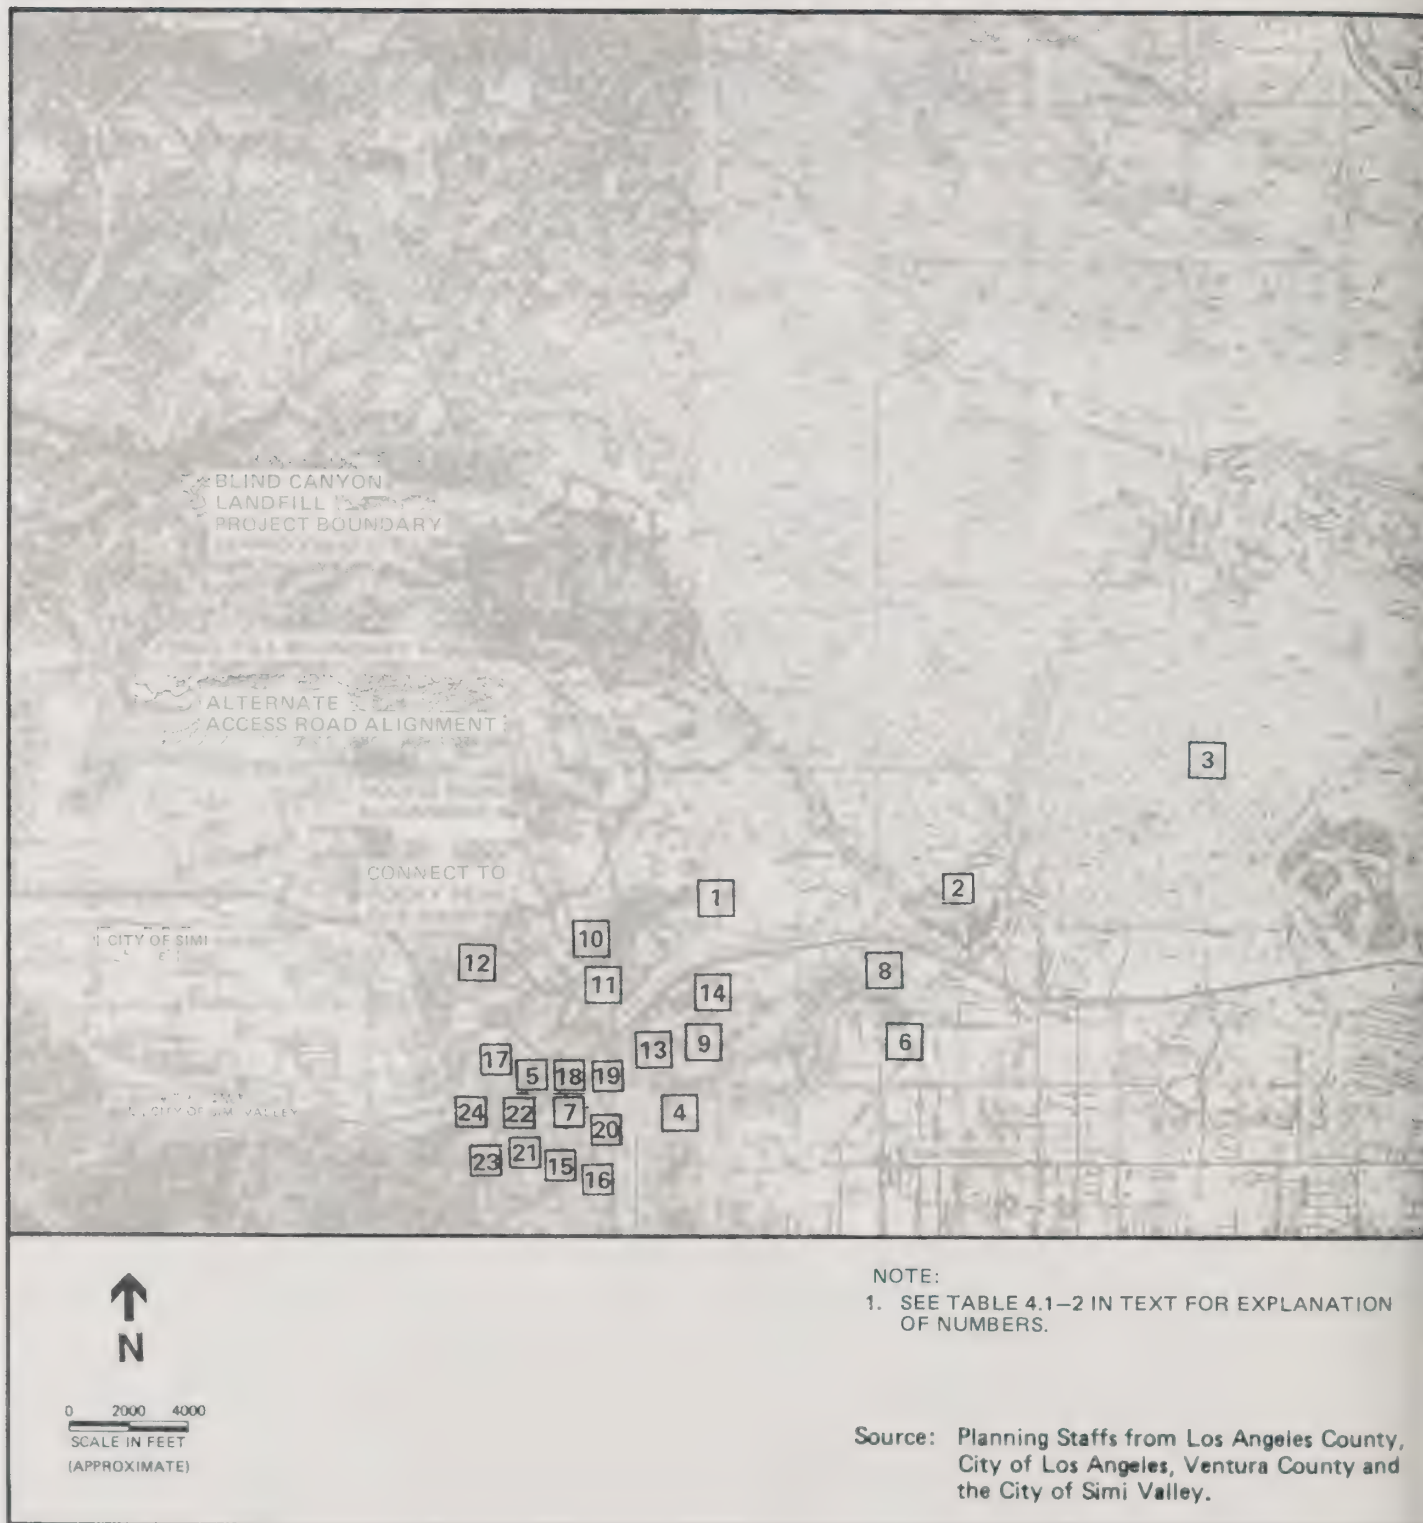 BLIND CANYON
LANDFILL
PROJECT BOUNDARY
ALTERNATE
ACCESS ROAD ALIGNMENT
3
CONNECT TO
1
2
10
CITY OF SIMI
12
11
14
8
13
9
6
17
5
18
19
24
22
7
20
4
CITY OF SIMI VALLEY
23
21
15
16
N
0 2000 4000
SCALE IN FEET
(APPROXIMATE)
NOTE:
1. SEE TABLE 4.1–2 IN TEXT FOR EXPLANATION
OF NUMBERS.
Source: Planning Staffs from Los Angeles County,
City of Los Angeles, Ventura County and
the City of Simi Valley.